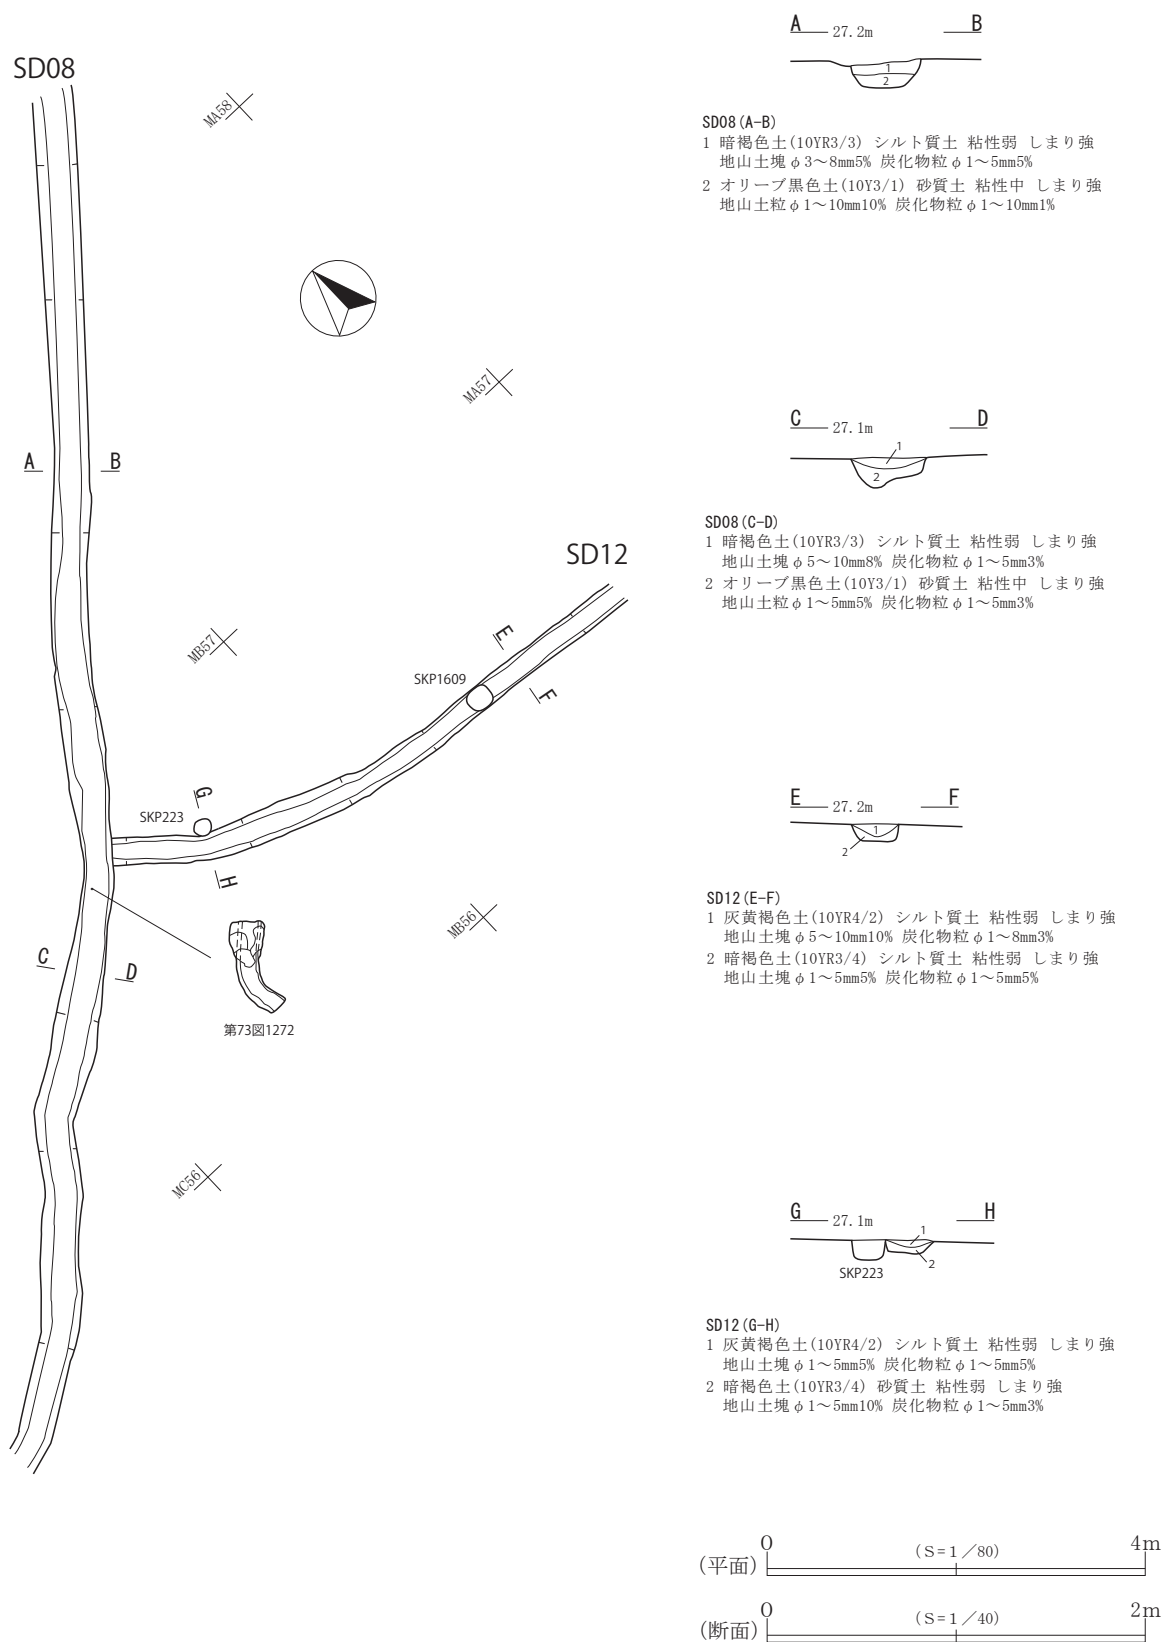 SD08
MA58
MA57
A
B
SD12
MB57
E
F
SKP1609
G
SKP223
H
MB56
C
D
第73図1272
MC56
A 27.2m B
1
2
SD08(A-B)
1 暗褐色土(10YR3/3) シルト質土 粘性弱 しまり強
地山土塊φ3～8mm5% 炭化物粒φ1～5mm5%
2 オリーブ黒色土(10Y3/1) 砂質土 粘性中 しまり強
地山土粒φ1～10mm10% 炭化物粒φ1～10mm1%
C 27.1m D
1
2
SD08(C-D)
1 暗褐色土(10YR3/3) シルト質土 粘性弱 しまり強
地山土塊φ5～10mm8% 炭化物粒φ1～5mm3%
2 オリーブ黒色土(10Y3/1) 砂質土 粘性中 しまり強
地山土粒φ1～5mm5% 炭化物粒φ1～5mm3%
E 27.2m F
1
2
SD12(E-F)
1 灰黄褐色土(10YR4/2) シルト質土 粘性弱 しまり強
地山土塊φ5～10mm10% 炭化物粒φ1～8mm3%
2 暗褐色土(10YR3/4) シルト質土 粘性弱 しまり強
地山土塊φ1～5mm5% 炭化物粒φ1～5mm5%
G 27.1m H
1
2
SKP223
SD12(G-H)
1 灰黄褐色土(10YR4/2) シルト質土 粘性弱 しまり強
地山土塊φ1～5mm5% 炭化物粒φ1～5mm5%
2 暗褐色土(10YR3/4) 砂質土 粘性弱 しまり強
地山土塊φ1～5mm10% 炭化物粒φ1～5mm3%
(平面) 0 (S=1/80) 4m
(断面) 0 (S=1/40) 2m